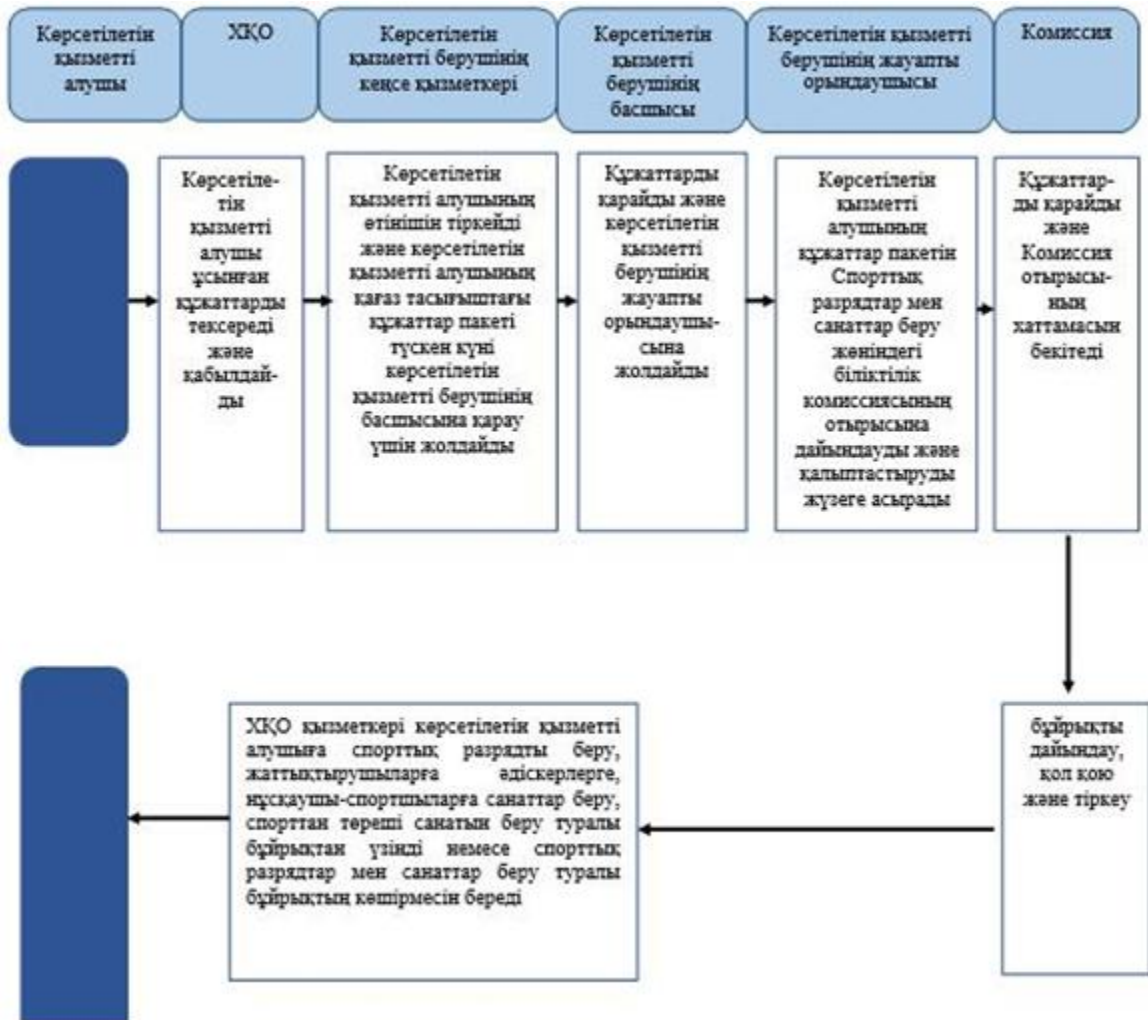 Көрсетілетін
қызметті
алушы
ХҚО
Көрсетілетін
қызметті берушінің
кеңсе қызметкері
Көрсетілетін
қызметті
берушінің
басшысы
Көрсетілетін қызметті
берушінің жауапты
орындаушысы
Комиссия
Көрсетіле-
тін
қызметті
алушы
ұсынған
құжаттарды
тексереді
және
қабылдай-
ды
Көрсетілетін
қызметті алушының
өтінішін тіркейді
және көрсетілетін
қызметті алушының
қағаз тасығыштағы
құжаттар пакеті
түскен күні
көрсетілетін
қызметті берушінің
басшысына қарау
үшін жолдайды
Құжаттарды
қарайды және
көрсетілетін
қызметті
берушінің
жауапты
орындаушы-
сына
жолдайды
Көрсетілетін
қызметті
алушының
құжаттар пакетін
Спорттық
разрядтар мен
санаттар беру
жөніндегі
біліктілік
комиссиясының
отырысына
дайындауды және
қалыптастыруды
жүзеге асырады
Құжаттар-
ды қарайды
және
Комиссия
отырысы-
ның
хаттамасын
бекітеді
ХҚО қызметкері көрсетілетін қызметті
алушыға спорттық разрядты беру,
жаттықтырушыларға әдіскерлерге,
нұсқаушы-спортшыларға санаттар беру,
спорттан төреші санатын беру туралы
бұйрықтан үзінді немесе спорттық
разрядтар мен санаттар беру туралы
бұйрықтың көшірмесін береді
бұйрықты
дайындау,
қол қою
және тіркеу